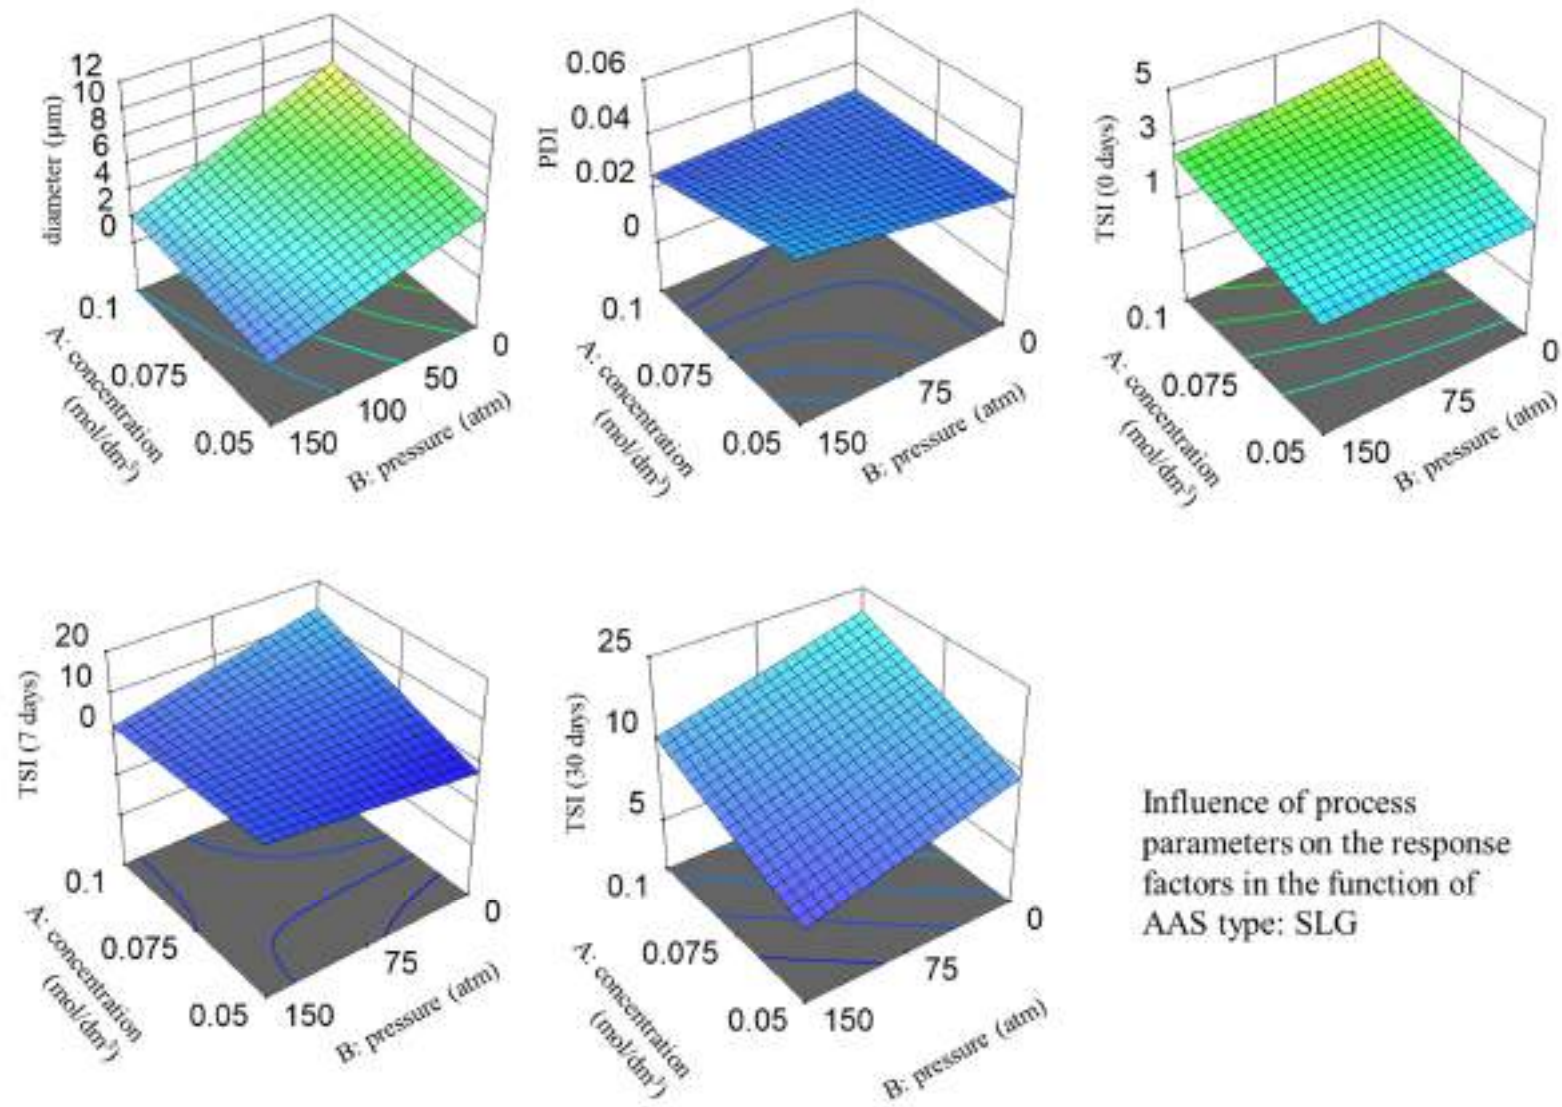 12
10
8
6
4
2
0
diameter (μm)
0.1
0.075
0.05
A: concentration
(mol/dm³)
150
100
50
0
B: pressure (atm)
0.06
0.04
0.02
0
PDI
0.1
0.075
0.05
A: concentration
(mol/dm³)
150
75
0
B: pressure (atm)
5
3
1
TSI (0 days)
0.1
0.075
0.05
A: concentration
(mol/dm³)
150
75
0
B: pressure (atm)
20
10
0
TSI (7 days)
0.1
0.075
0.05
A: concentration
(mol/dm³)
150
75
0
B: pressure (atm)
25
10
5
TSI (30 days)
0.1
0.075
0.05
A: concentration
(mol/dm³)
150
75
0
B: pressure (atm)
Influence of process
parameters on the response
factors in the function of
AAS type: SLG